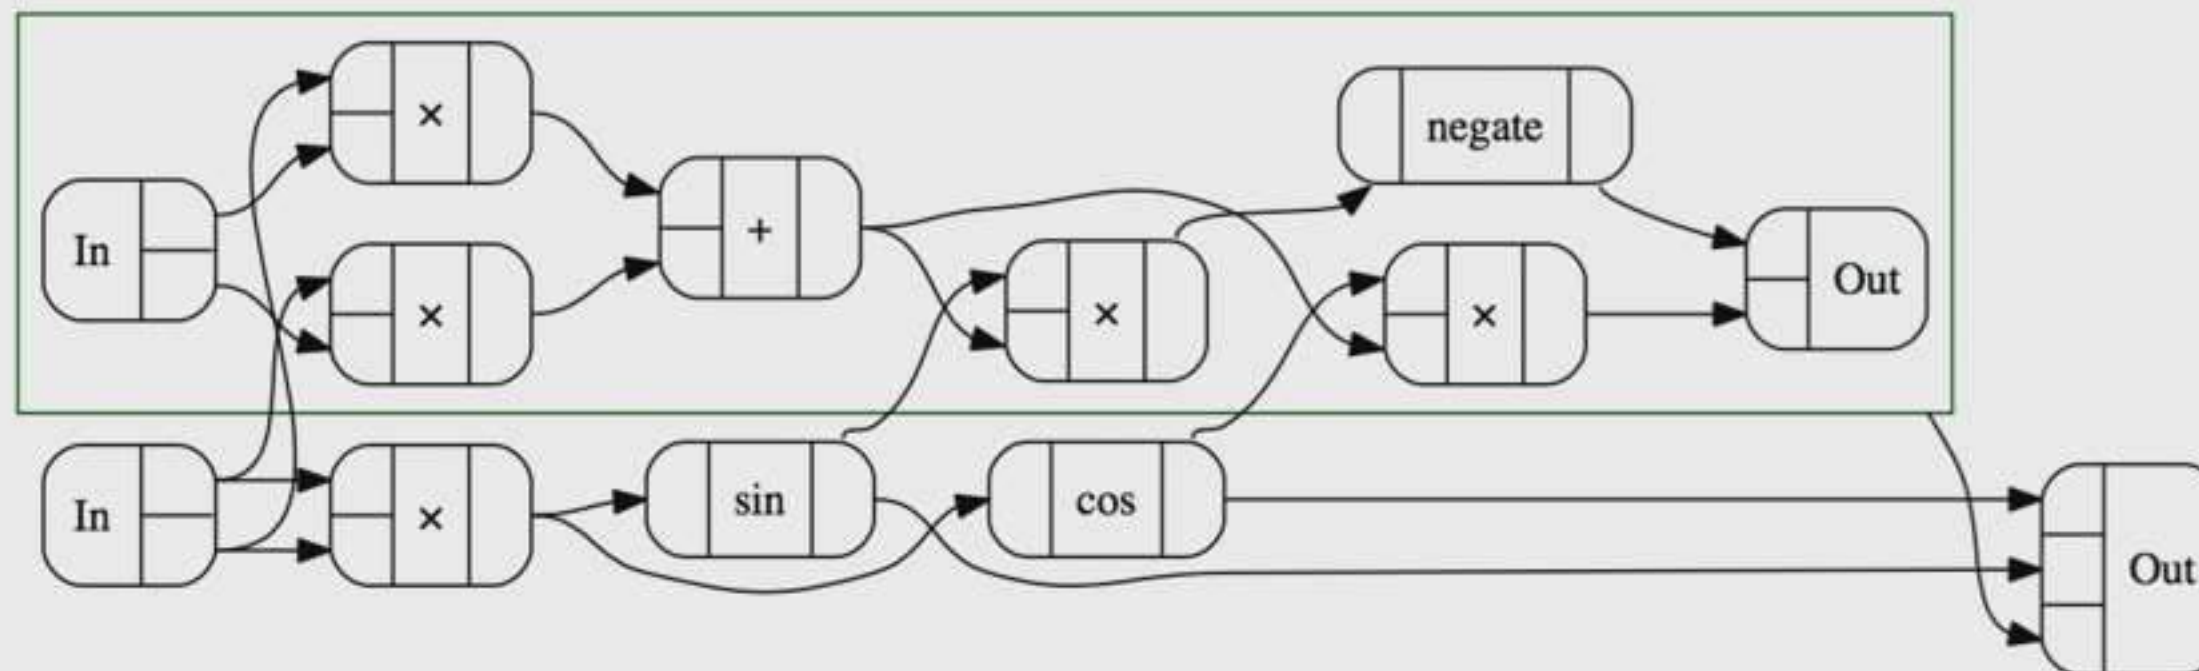 ×
negate
In
+
×
×
×
Out
In
×
sin
cos
Out